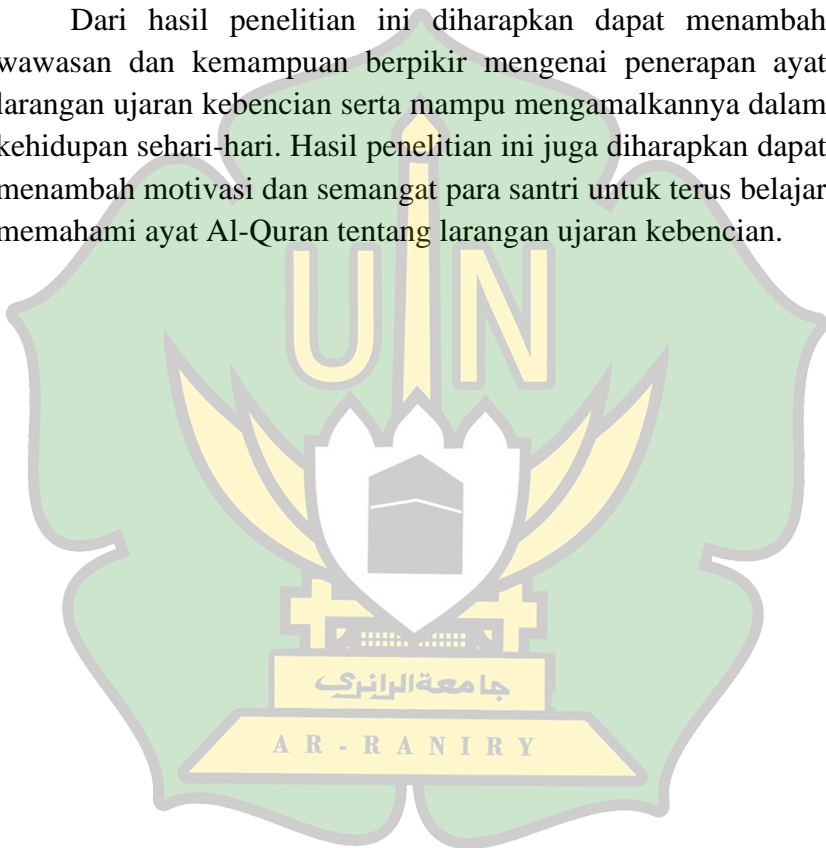 Dari hasil penelitian ini diharapkan dapat menambah
wawasan dan kemampuan berpikir mengenai penerapan ayat
larangan ujaran kebencian serta mampu mengamalkannya dalam
kehidupan sehari-hari. Hasil penelitian ini juga diharapkan dapat
menambah motivasi dan semangat para santri untuk terus belajar
memahami ayat Al-Quran tentang larangan ujaran kebencian.
UIN
جامعة الرانري
AR-RANIRY